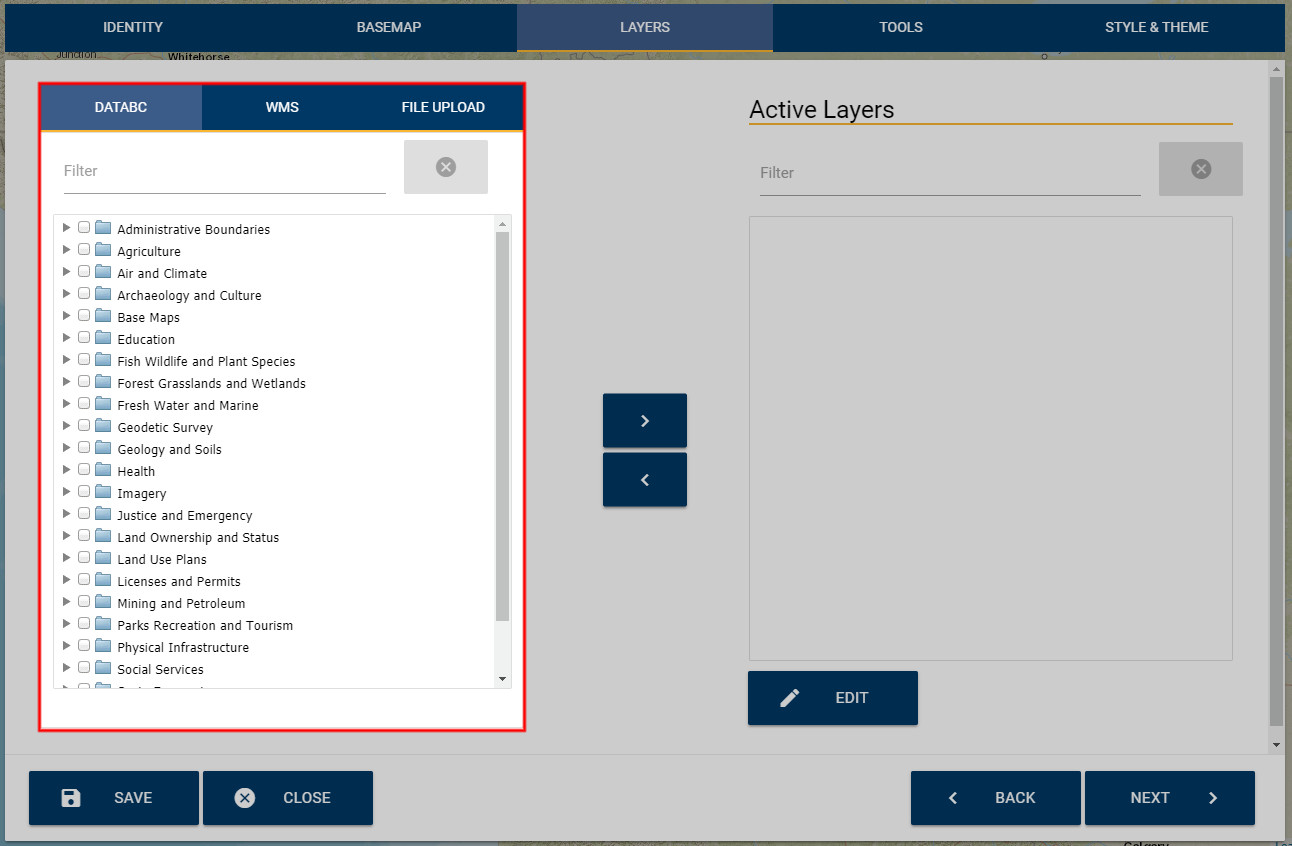 IDENTITY BASEMAP LAYERS TOOLS STYLE & THEME
Junction Whitehorse
DATABC WMS FILE UPLOAD
Active Layers
Filter
Filter
Administrative Boundaries
Agriculture
Air and Climate
Archaeology and Culture
Base Maps
Education
Fish Wildlife and Plant Species
Forest Grasslands and Wetlands
Fresh Water and Marine
Geodetic Survey
Geology and Soils
Health
Imagery
Justice and Emergency
Land Ownership and Status
Land Use Plans
Licenses and Permits
Mining and Petroleum
Parks Recreation and Tourism
Physical Infrastructure
Social Services
EDIT
SAVE CLOSE BACK NEXT
Calgary